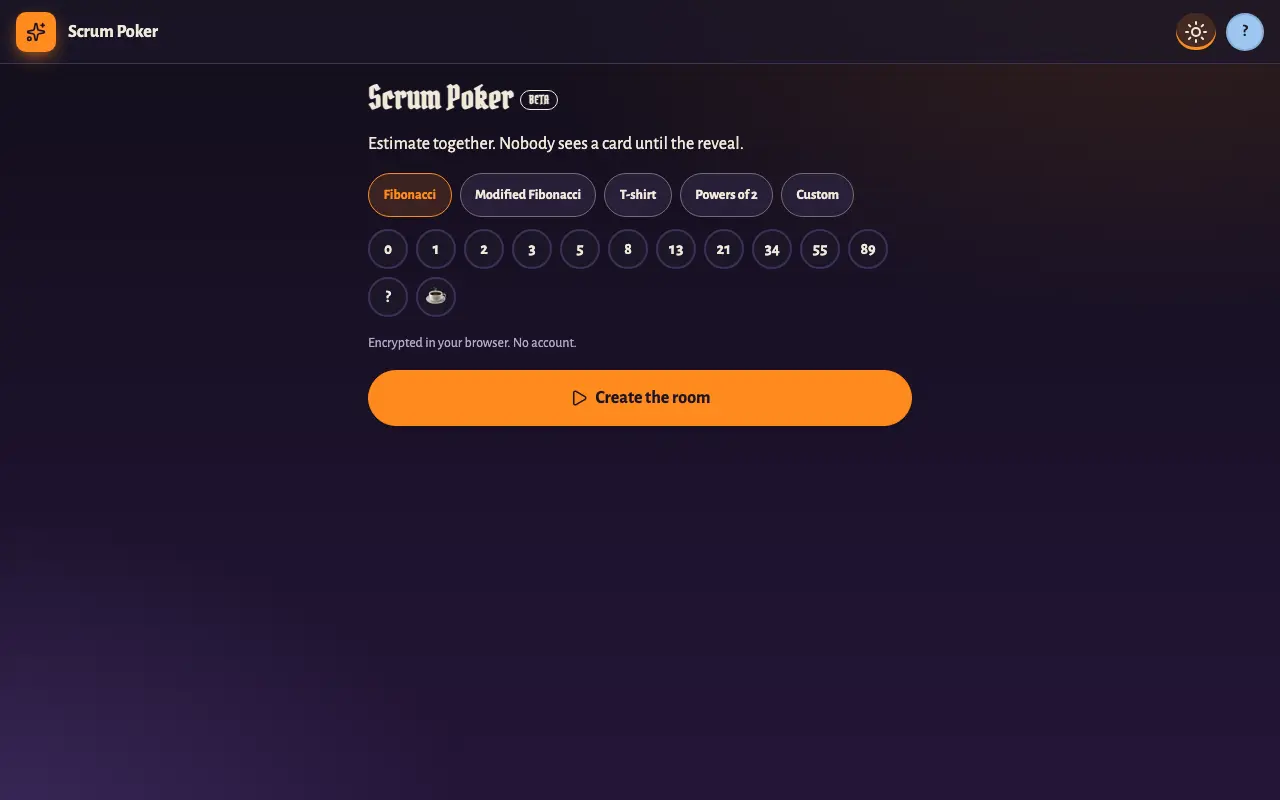 Scrum Poker
?
Scrum Poker BETA
Estimate together. Nobody sees a card until the reveal.
Fibonacci Modified Fibonacci T-shirt Powers of 2 Custom
0 1 2 3 5 8 13 21 34 55 89
?
Encrypted in your browser. No account.
Create the room